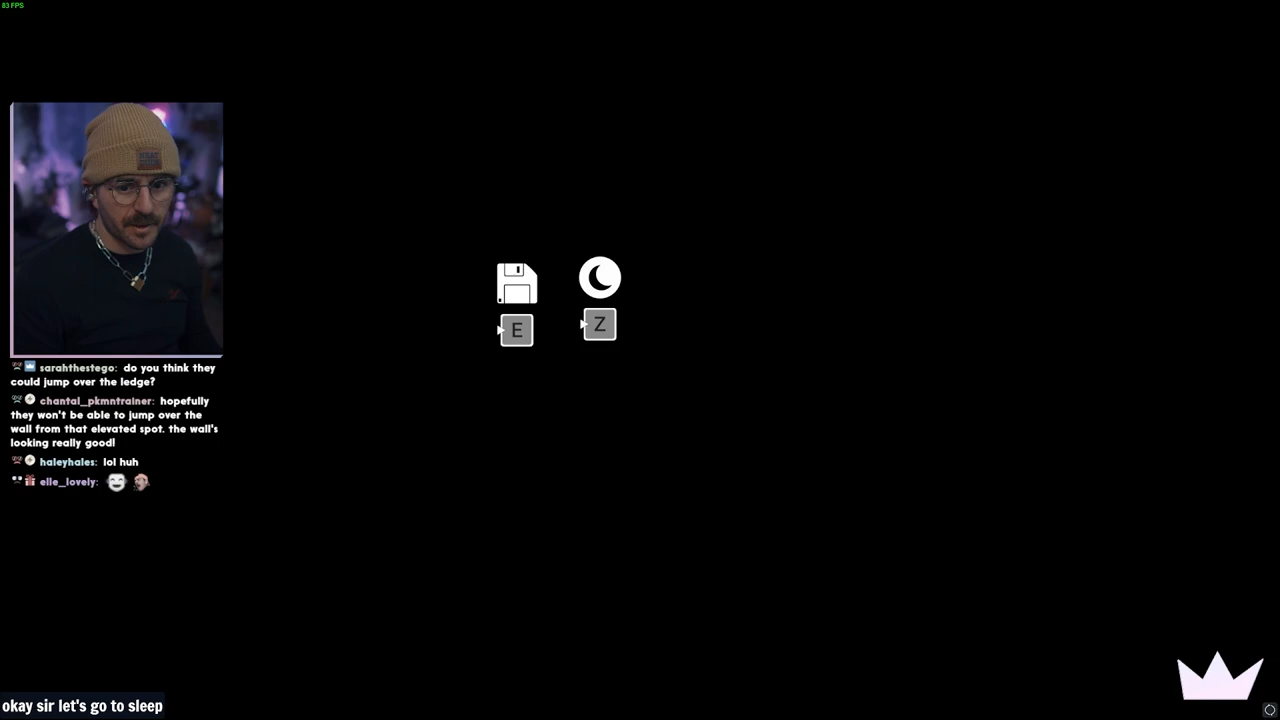 83 FPS
E
Z
sarahthestego: do you think they
could jump over the ledge?
chantal_pkmntrainer: hopefully
they won't be able to jump over the
wall from that elevated spot. the wall's
looking really good!
haleyhales: lol huh
elle_lovely:
okay sir let's go to sleep